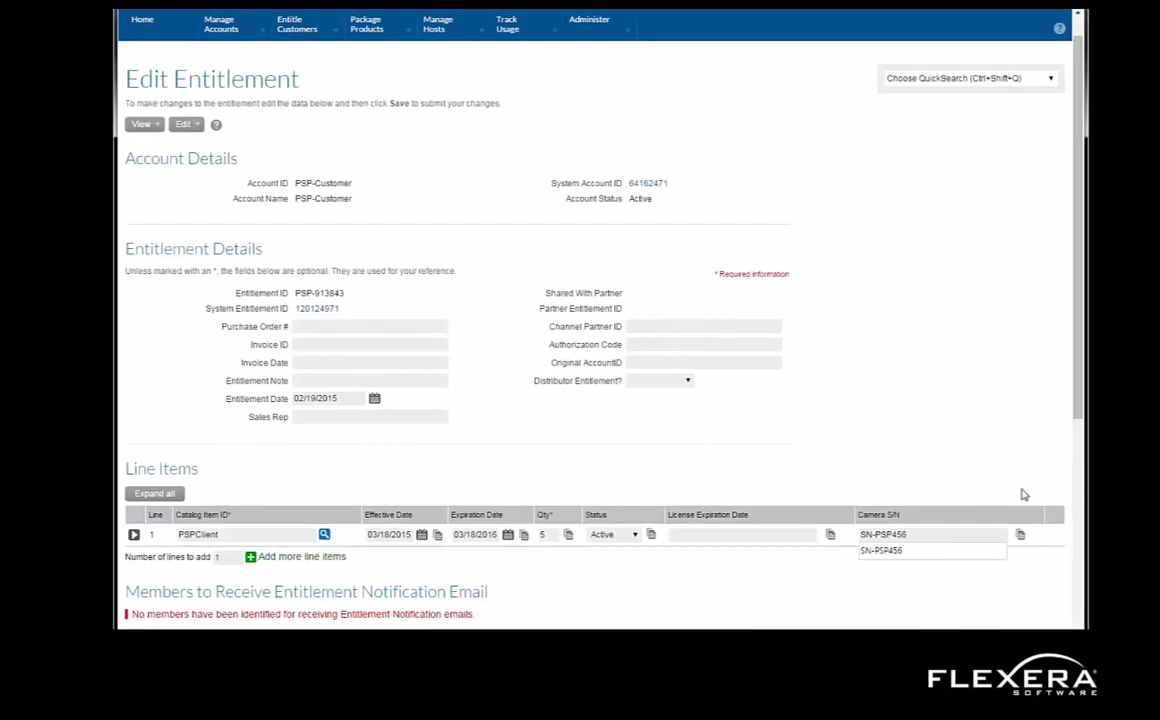 Home
Manage Accounts
Entitle Customers
Package Products
Manage Hosts
Track Usage
Administer
Edit Entitlement
Choose QuickSearch (Ctrl+Shift+Q)
To make changes to the entitlement edit the data below and then click Save to submit your changes.
View
Edit
Account Details
Account ID PSP-Customer
System Account ID 64162471
Account Name PSP-Customer
Account Status Active
Entitlement Details
Unless marked with an *, the fields below are optional. They are used for your reference.
* Required information
Entitlement ID PSP-913843
Shared With Partner
System Entitlement ID 120124971
Partner Entitlement ID
Purchase Order #
Channel Partner ID
Invoice ID
Authorization Code
Invoice Date
Original AccountID
Entitlement Note
Distributor Entitlement?
Entitlement Date 02/19/2015
Sales Rep
Line Items
Expand all
Line Catalog Item ID* Effective Date Expiration Date Qty* Status License Expiration Date Camera S/N
1 PSPClient 03/18/2015 03/18/2016 5 Active SN-PSP456
SN-PSP456
Number of lines to add 1 Add more line items
Members to Receive Entitlement Notification Email
No members have been identified for receiving Entitlement Notification emails.
FLEXERA
SOFTWARE